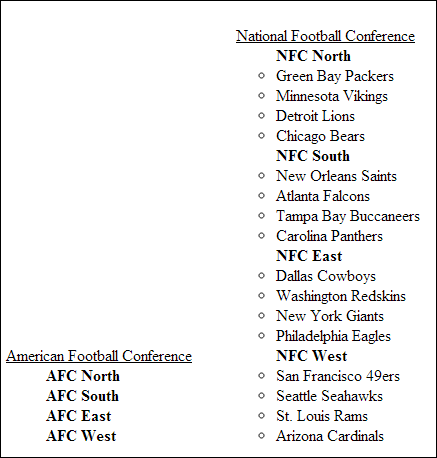 National Football Conference
NFC North
Green Bay Packers
Minnesota Vikings
Detroit Lions
Chicago Bears
NFC South
New Orleans Saints
Atlanta Falcons
Tampa Bay Buccaneers
Carolina Panthers
NFC East
Dallas Cowboys
Washington Redskins
New York Giants
Philadelphia Eagles
NFC West
San Francisco 49ers
Seattle Seahawks
St. Louis Rams
Arizona Cardinals
American Football Conference
AFC North
AFC South
AFC East
AFC West